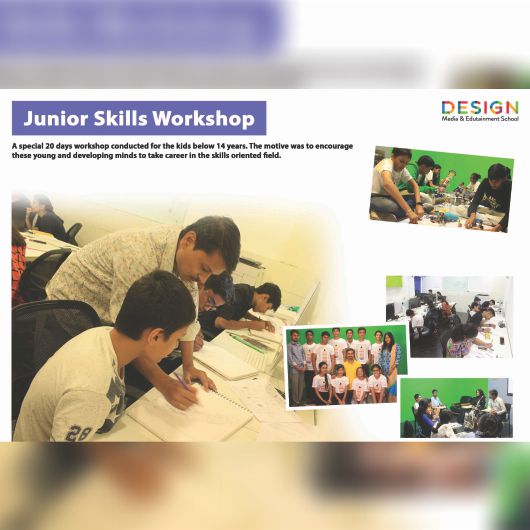 Junior Skills Workshop
DESIGN
Media & Edutainment School
A special 20 days workshop conducted for the kids below 14 years. The motive was to encourage
these young and developing minds to take career in the skills oriented field.
28